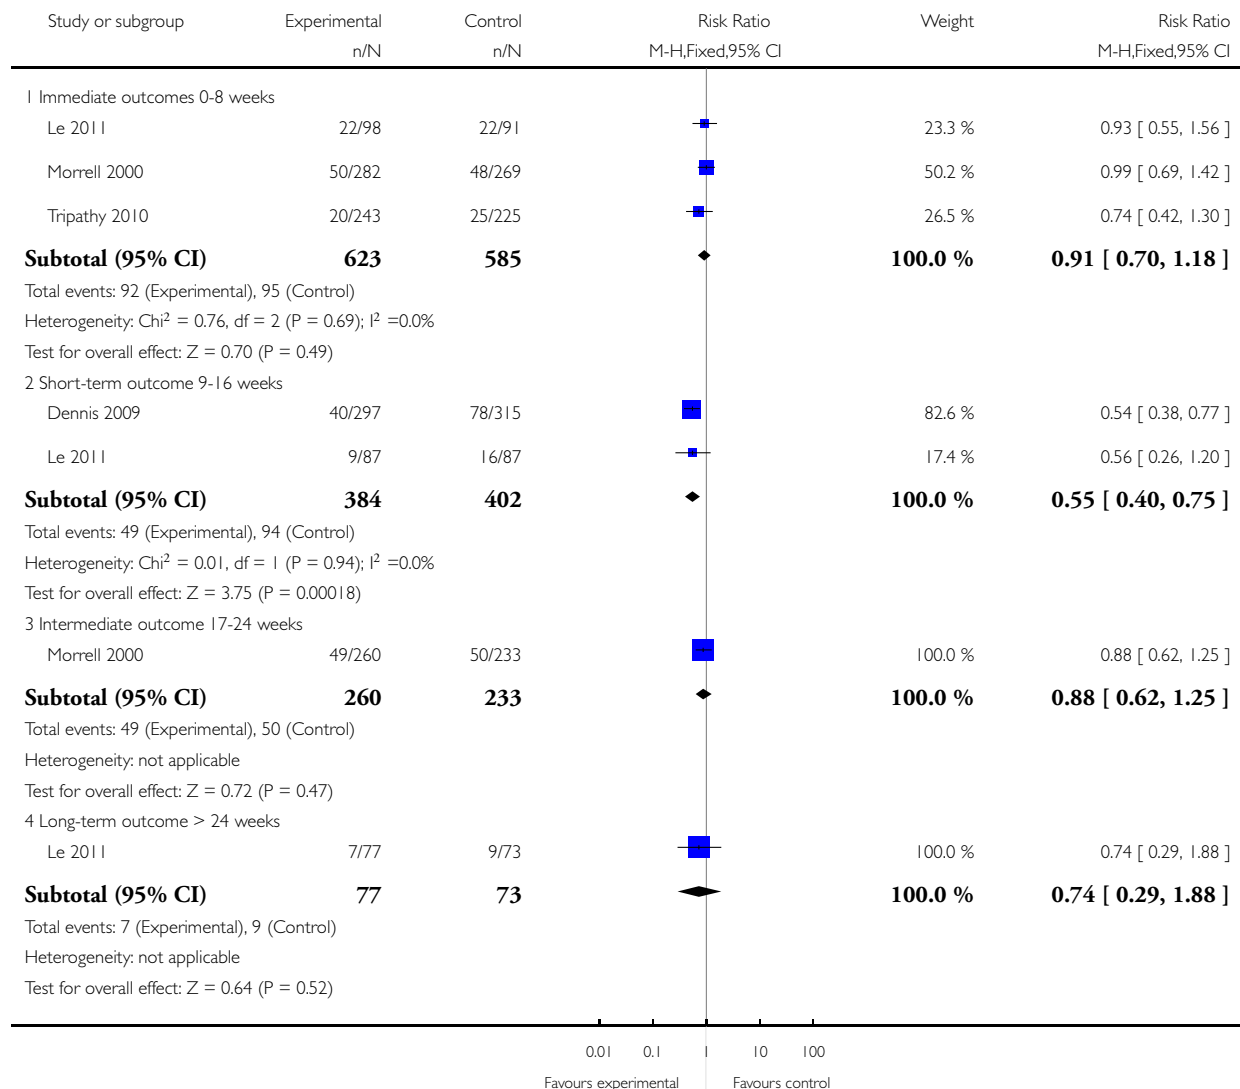 Study or subgroup Experimental Control Risk Ratio Weight Risk Ratio
n/N n/N M-H,Fixed,95% CI M-H,Fixed,95% CI
1 Immediate outcomes 0-8 weeks
Le 2011 22/98 22/91 23.3 % 0.93 [ 0.55, 1.56 ]
Morrell 2000 50/282 48/269 50.2 % 0.99 [ 0.69, 1.42 ]
Tripathy 2010 20/243 25/225 26.5 % 0.74 [ 0.42, 1.30 ]
Subtotal (95% CI) 623 585 100.0 % 0.91 [ 0.70, 1.18 ]
Total events: 92 (Experimental), 95 (Control)
Heterogeneity: Chi² = 0.76, df = 2 (P = 0.69); I² =0.0%
Test for overall effect: Z = 0.70 (P = 0.49)
2 Short-term outcome 9-16 weeks
Dennis 2009 40/297 78/315 82.6 % 0.54 [ 0.38, 0.77 ]
Le 2011 9/87 16/87 17.4 % 0.56 [ 0.26, 1.20 ]
Subtotal (95% CI) 384 402 100.0 % 0.55 [ 0.40, 0.75 ]
Total events: 49 (Experimental), 94 (Control)
Heterogeneity: Chi² = 0.01, df = 1 (P = 0.94); I² =0.0%
Test for overall effect: Z = 3.75 (P = 0.00018)
3 Intermediate outcome 17-24 weeks
Morrell 2000 49/260 50/233 100.0 % 0.88 [ 0.62, 1.25 ]
Subtotal (95% CI) 260 233 100.0 % 0.88 [ 0.62, 1.25 ]
Total events: 49 (Experimental), 50 (Control)
Heterogeneity: not applicable
Test for overall effect: Z = 0.72 (P = 0.47)
4 Long-term outcome > 24 weeks
Le 2011 7/77 9/73 100.0 % 0.74 [ 0.29, 1.88 ]
Subtotal (95% CI) 77 73 100.0 % 0.74 [ 0.29, 1.88 ]
Total events: 7 (Experimental), 9 (Control)
Heterogeneity: not applicable
Test for overall effect: Z = 0.64 (P = 0.52)
0.01 0.1 1 10 100
Favours experimental Favours control